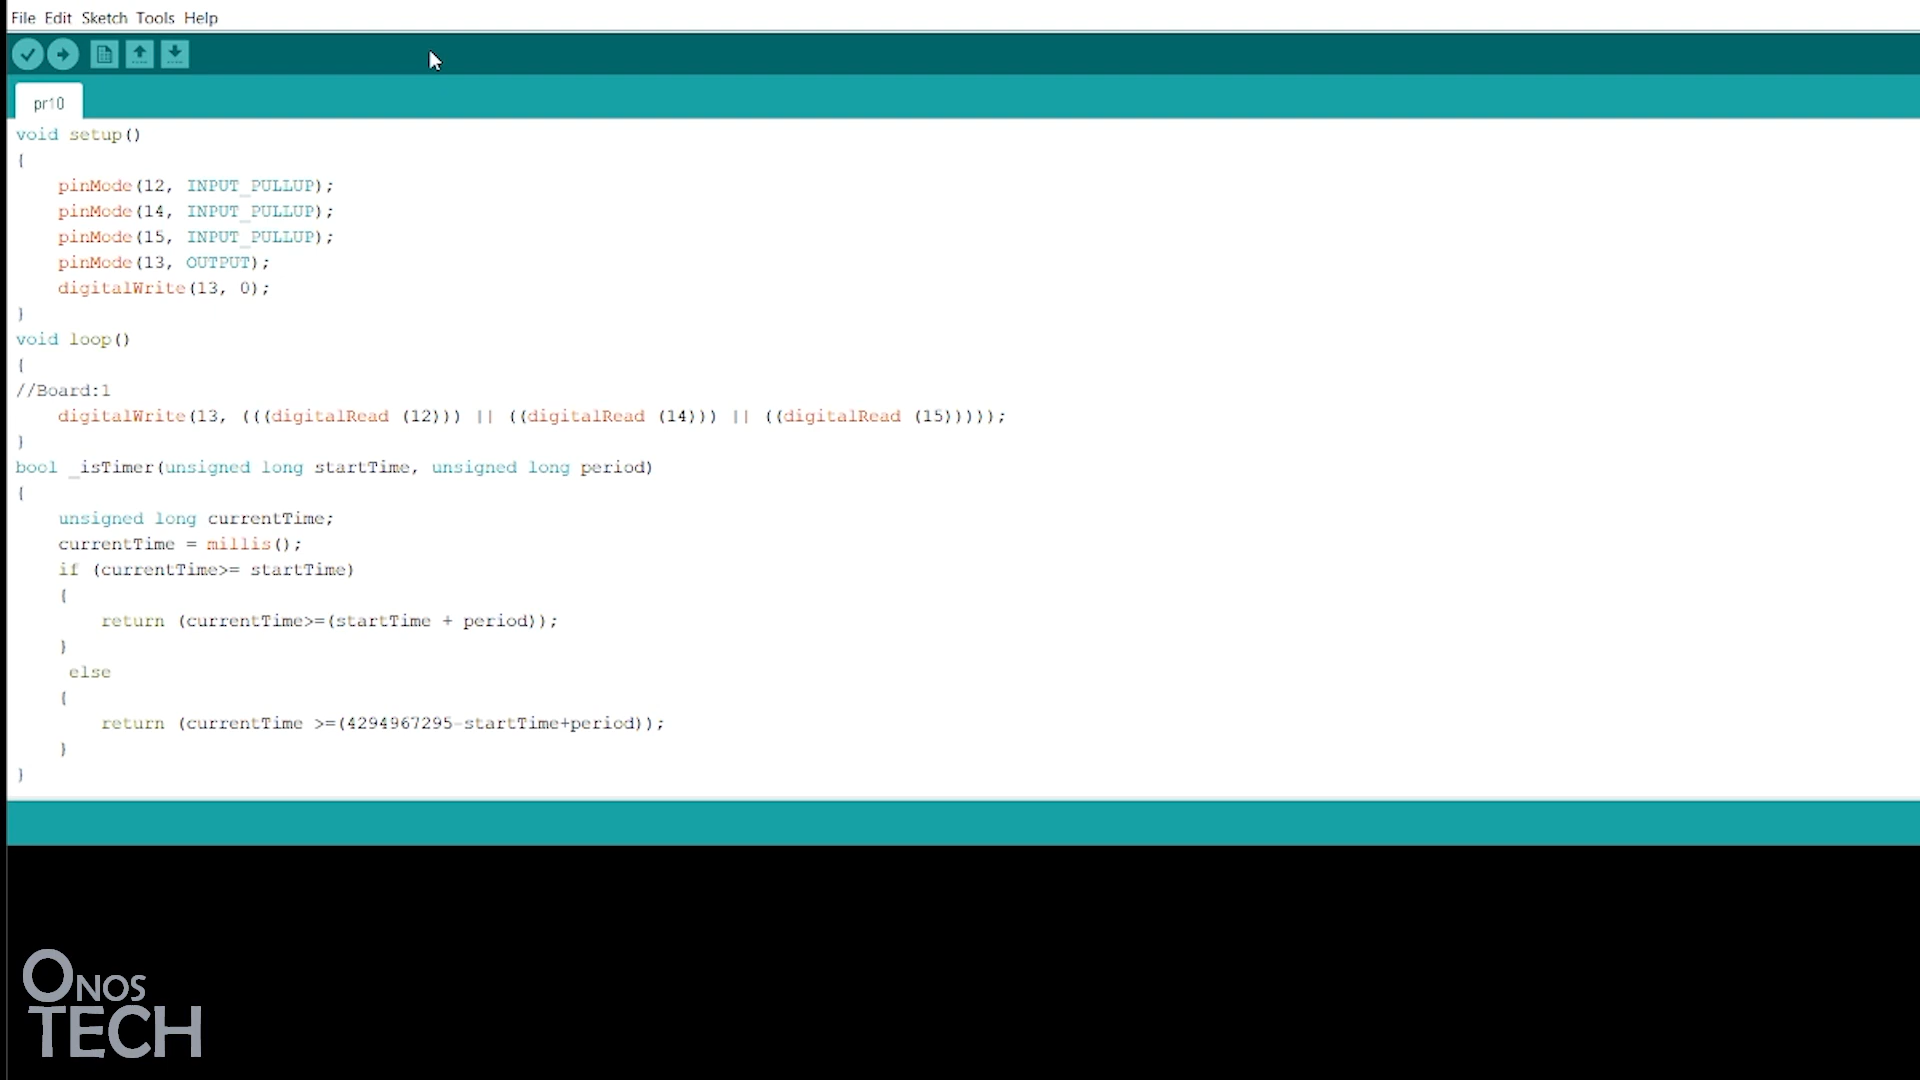 File Edit Sketch Tools Help
pr10
void setup()
{
    pinMode(12, INPUT_PULLUP);
    pinMode(14, INPUT_PULLUP);
    pinMode(15, INPUT_PULLUP);
    pinMode(13, OUTPUT);
    digitalWrite(13, 0);
}
void loop()
{
//Board:1
    digitalWrite(13, (((digitalRead (12))) || ((digitalRead (14))) || ((digitalRead (15)))));
}
bool _isTimer(unsigned long startTime, unsigned long period)
{
    unsigned long currentTime;
    currentTime = millis();
    if (currentTime>= startTime)
    {
        return (currentTime>=(startTime + period));
    }
     else
    {
        return (currentTime >=(4294967295-startTime+period));
    }
}
ONOS
TECH